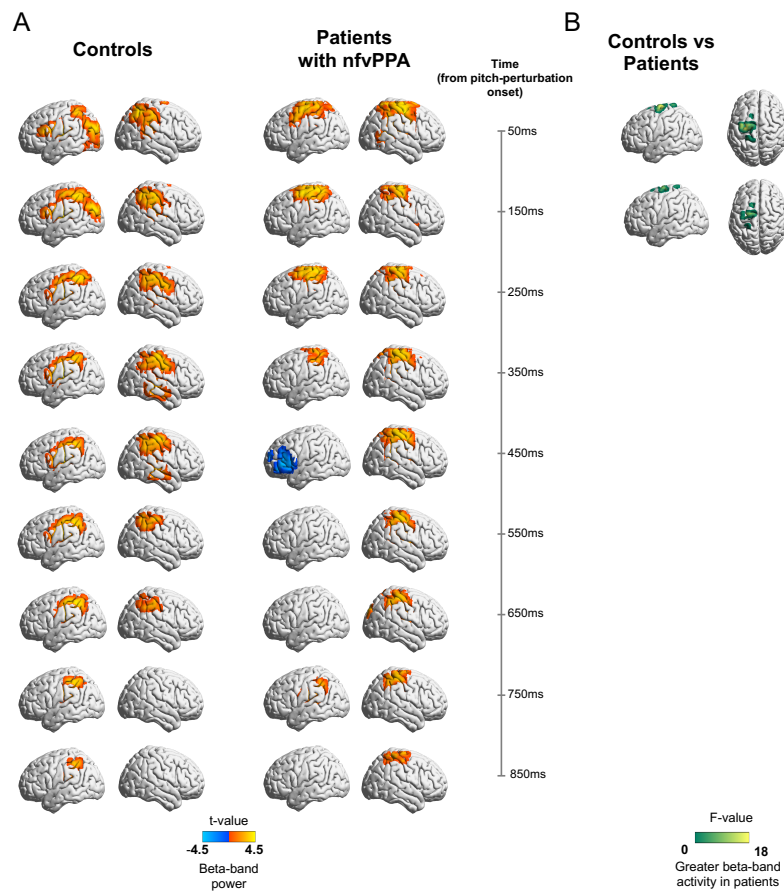 A
Controls
Patients
with nfvPPA
Time
(from pitch-perturbation
onset)
B
Controls vs
Patients
50ms
150ms
250ms
350ms
450ms
550ms
650ms
750ms
850ms
t-value
-4.5 4.5
Beta-band
power
F-value
0 18
Greater beta-band
activity in patients